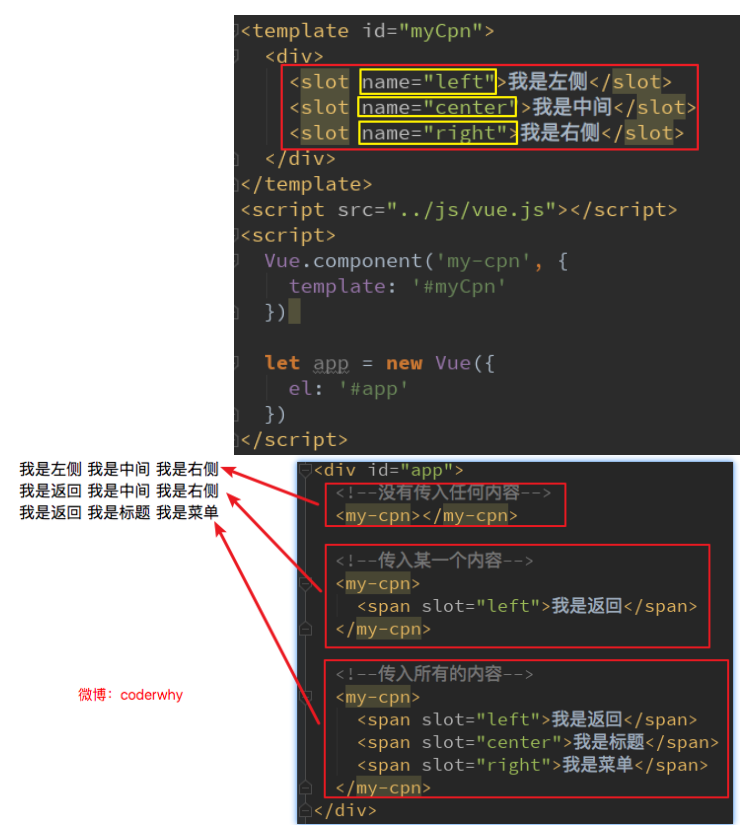 <template id="myCpn">
<div>
<slot name="left">我是左侧</slot>
<slot name="center">我是中间</slot>
<slot name="right">我是右侧</slot>
</div>
</template>
<script src="../js/vue.js"></script>
<script>
Vue.component('my-cpn', {
template: '#myCpn'
})
let app = new Vue({
el: '#app'
})
</script>
我是左侧 我是中间 我是右侧
我是返回 我是中间 我是右侧
我是返回 我是标题 我是菜单
微博：coderwhy
<div id="app">
<!--没有传入任何内容-->
<my-cpn></my-cpn>
<!--传入某一个内容-->
<my-cpn>
<span slot="left">我是返回</span>
</my-cpn>
<!--传入所有的内容-->
<my-cpn>
<span slot="left">我是返回</span>
<span slot="center">我是标题</span>
<span slot="right">我是菜单</span>
</my-cpn>
</div>